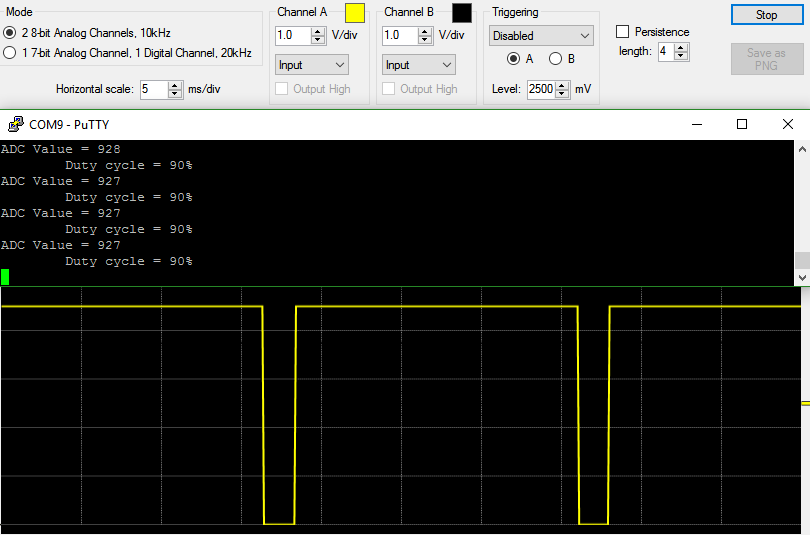 Mode
2 8-bit Analog Channels, 10kHz
1 7-bit Analog Channel, 1 Digital Channel, 20kHz
Horizontal scale: 5 ms/div
Channel A
1.0 V/div
Input
Output High
Channel B
1.0 V/div
Input
Output High
Triggering
Disabled
A B
Level: 2500 mV
Persistence
length: 4
Stop
Save as
PNG
COM9 - PuTTY
ADC Value = 928
Duty cycle = 90%
ADC Value = 927
Duty cycle = 90%
ADC Value = 927
Duty cycle = 90%
ADC Value = 927
Duty cycle = 90%